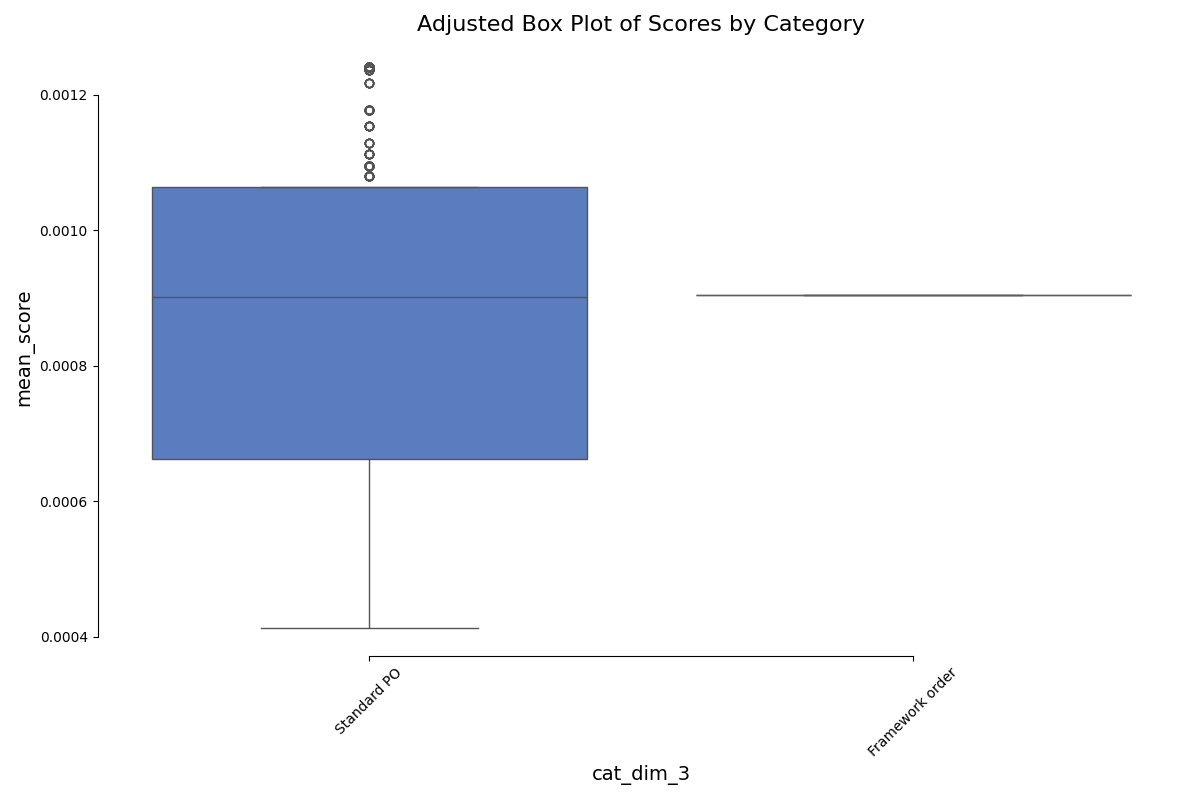 Adjusted Box Plot of Scores by Category
mean_score
0.0012
0.0010
0.0008
0.0006
0.0004
Standard PO
Framework order
cat_dim_3